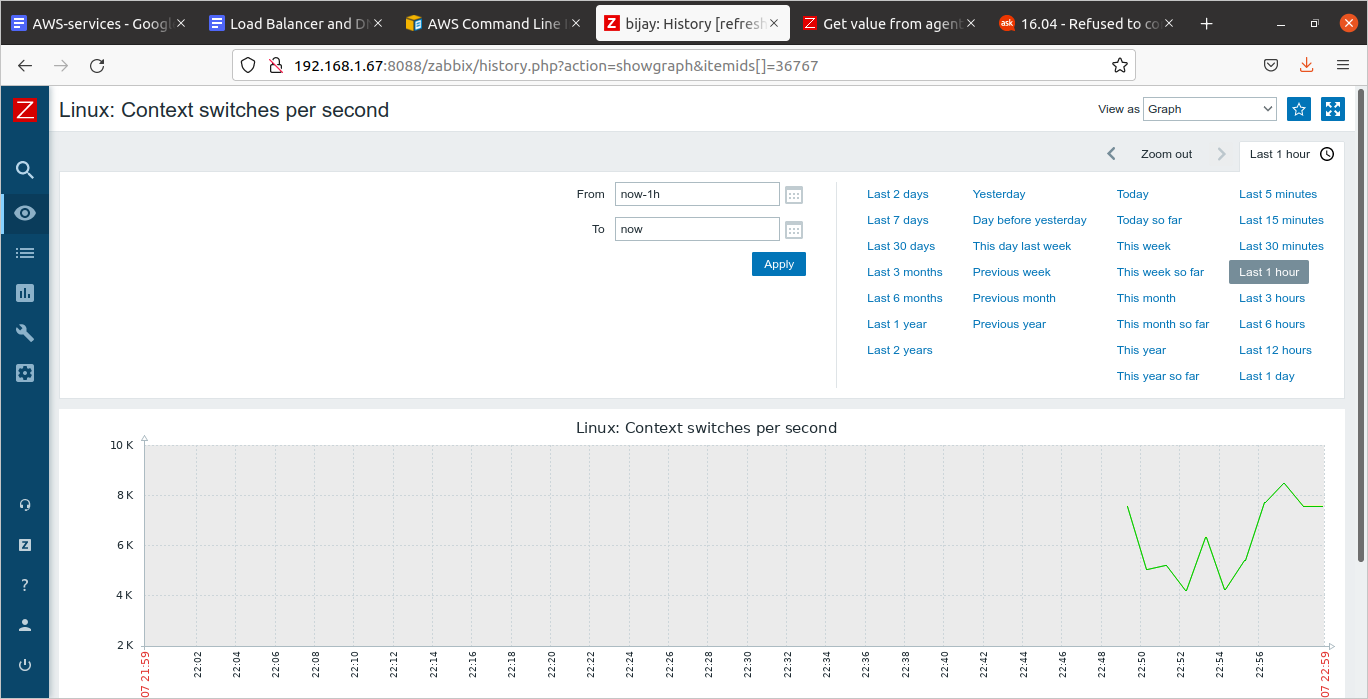 AWS-services - Googl
Load Balancer and D
AWS Command Line
Z bijay: History [refresh
Z Get value from agent
ask 16.04 - Refused to co
192.168.1.67:8088/zabbix/history.php?action=showgraph&itemids[]=36767
Z Linux: Context switches per second
View as Graph
Zoom out Last 1 hour
From now-1h
To now
Apply
Last 2 days Yesterday Today Last 5 minutes
Last 7 days Day before yesterday Today so far Last 15 minutes
Last 30 days This day last week This week Last 30 minutes
Last 3 months Previous week This week so far Last 1 hour
Last 6 months Previous month This month Last 3 hours
Last 1 year Previous year This month so far Last 6 hours
Last 2 years This year Last 12 hours
This year so far Last 1 day
Linux: Context switches per second
10 K
8 K
6 K
4 K
2 K
07 21:59 22:02 22:04 22:06 22:08 22:10 22:12 22:14 22:16 22:18 22:20 22:22 22:24 22:26 22:28 22:30 22:32 22:34 22:36 22:38 22:40 22:42 22:44 22:46 22:48 22:50 22:52 22:54 22:56 07 22:59
Z
?